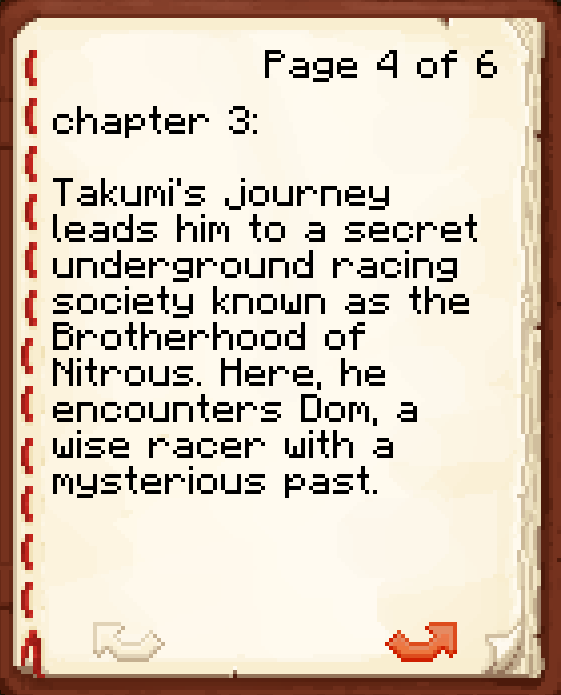 Page 4 of 6
chapter 3:
Takumi's journey
leads him to a secret
underground racing
society known as the
Brotherhood of
Nitrous. Here, he
encounters Dom, a
wise racer with a
mysterious past.